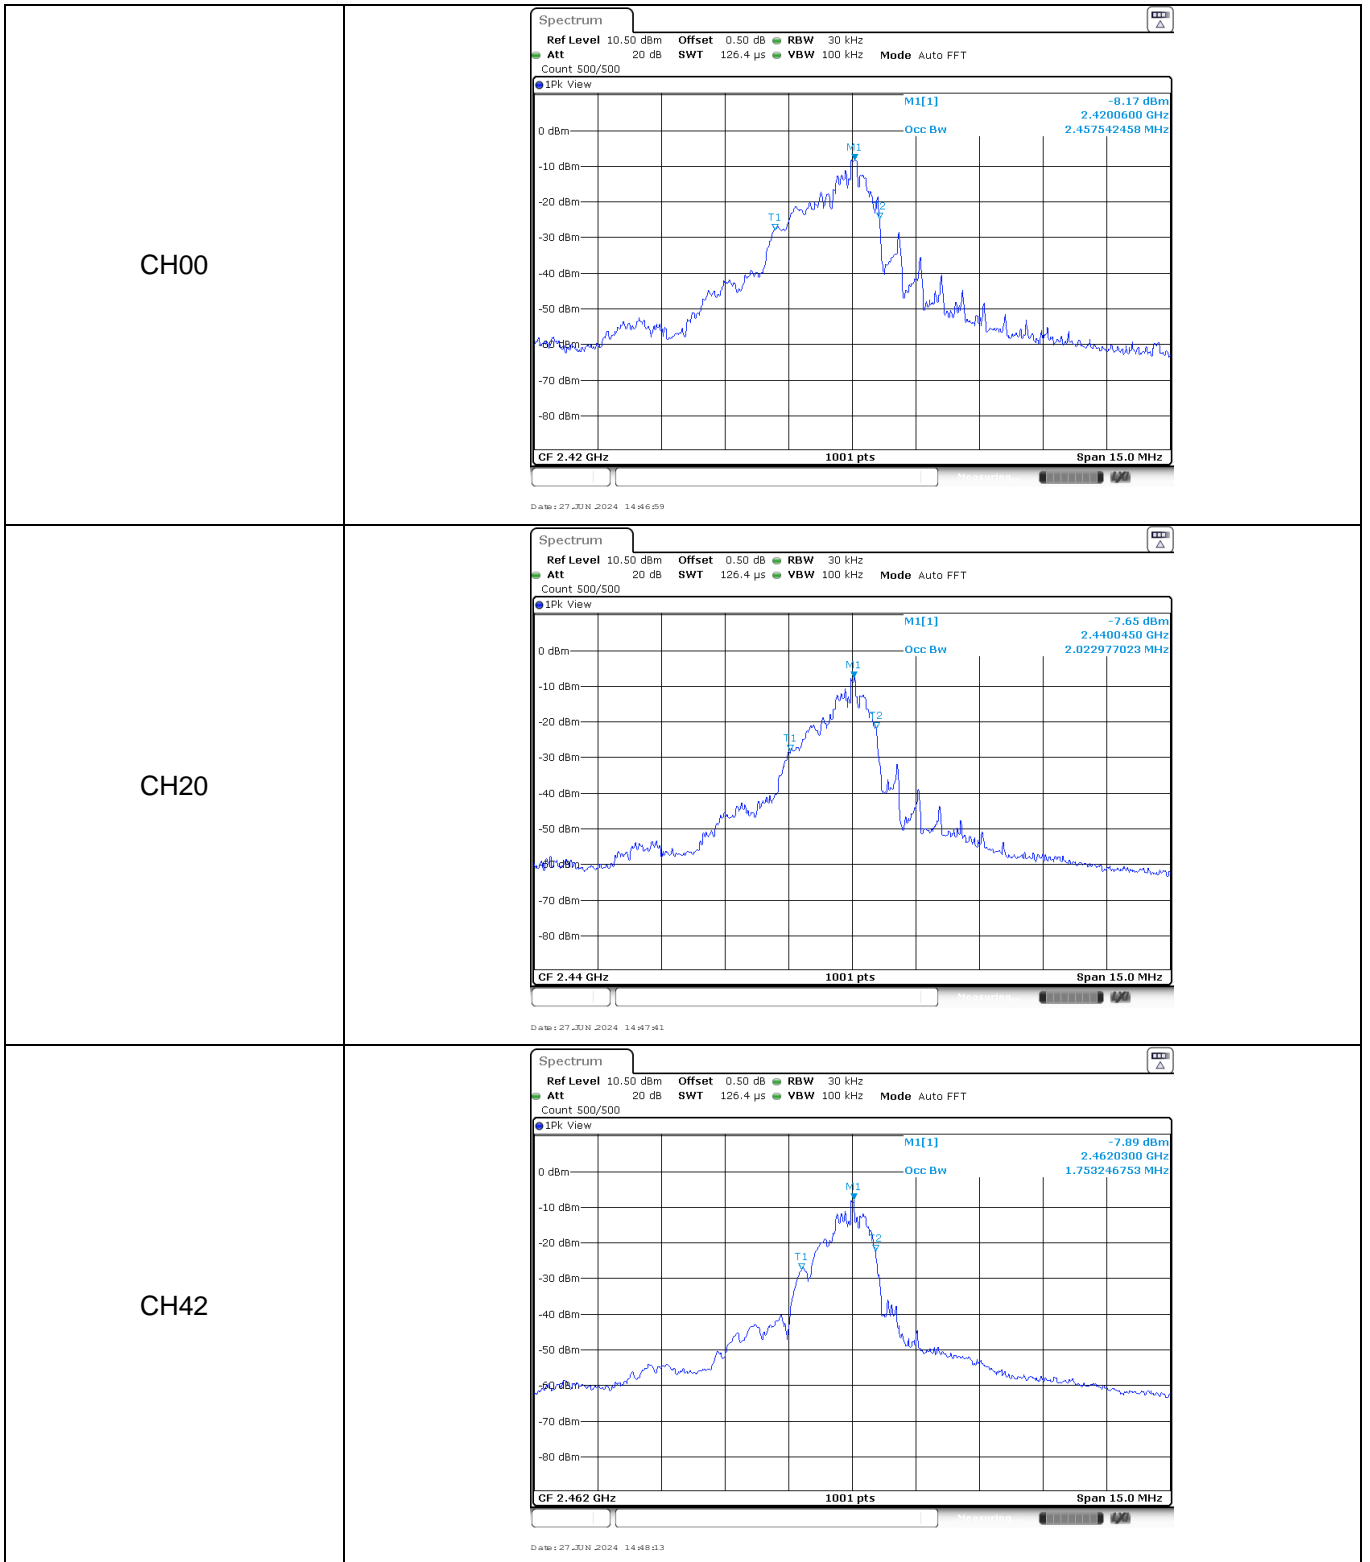 CH00
Spectrum
Ref Level 10.50 dBm Offset 0.50 dB RBW 30 kHz
Att 20 dB SWT 126.4 µs VBW 100 kHz Mode Auto FFT
Count 500/500
1Pk View
M1[1] -8.17 dBm
2.4200600 GHz
Occ Bw 2.457542458 MHz
0 dBm
M1
-10 dBm
-20 dBm
T1
T2
-30 dBm
-40 dBm
-50 dBm
-60 dBm
-70 dBm
-80 dBm
CF 2.42 GHz 1001 pts Span 15.0 MHz
Measuring...
LXI
Date: 27.JUN.2024 14:46:59
CH20
Spectrum
Ref Level 10.50 dBm Offset 0.50 dB RBW 30 kHz
Att 20 dB SWT 126.4 µs VBW 100 kHz Mode Auto FFT
Count 500/500
1Pk View
M1[1] -7.65 dBm
2.4400450 GHz
Occ Bw 2.022977023 MHz
0 dBm
M1
-10 dBm
-20 dBm
T2
T1
-30 dBm
-40 dBm
-50 dBm
-60 dBm
-70 dBm
-80 dBm
CF 2.44 GHz 1001 pts Span 15.0 MHz
Measuring...
LXI
Date: 27.JUN.2024 14:47:41
CH42
Spectrum
Ref Level 10.50 dBm Offset 0.50 dB RBW 30 kHz
Att 20 dB SWT 126.4 µs VBW 100 kHz Mode Auto FFT
Count 500/500
1Pk View
M1[1] -7.89 dBm
2.4620300 GHz
Occ Bw 1.753246753 MHz
0 dBm
M1
-10 dBm
-20 dBm
T2
T1
-30 dBm
-40 dBm
-50 dBm
-60 dBm
-70 dBm
-80 dBm
CF 2.462 GHz 1001 pts Span 15.0 MHz
Measuring...
LXI
Date: 27.JUN.2024 14:48:13